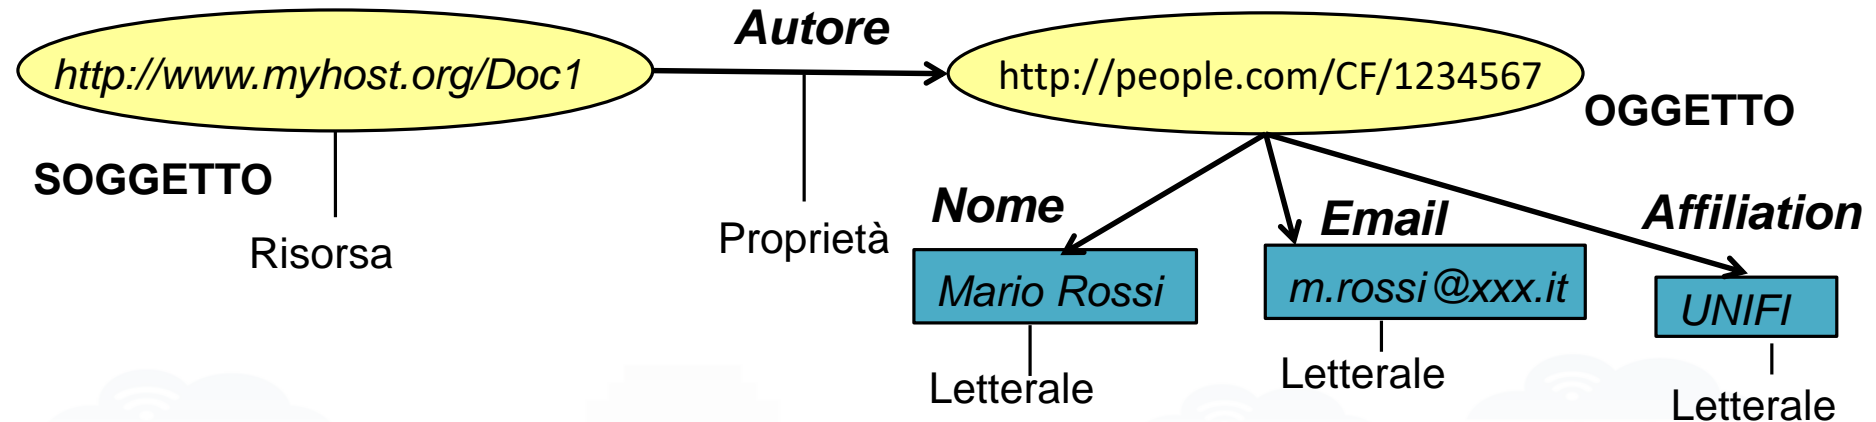 Autore
http://www.myhost.org/Doc1
http://people.com/CF/1234567
OGGETTO
SOGGETTO
Risorsa
Proprietà
Nome
Email
Affiliation
Mario Rossi
m.rossi@xxx.it
UNIFI
Letterale
Letterale
Letterale